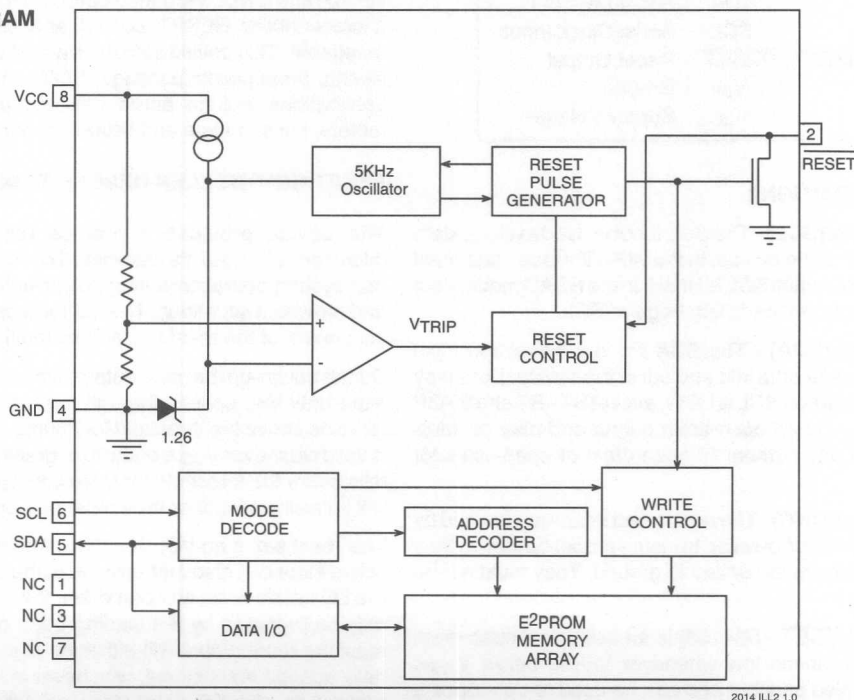 RAM
VCC 8
2
RESET
5KHz
Oscillator
RESET
PULSE
GENERATOR
+
-
VTRIP
RESET
CONTROL
GND 4
1.26
SCL 6
SDA 5
NC 1
NC 3
NC 7
MODE
DECODE
ADDRESS
DECODER
WRITE
CONTROL
DATA I/O
E2PROM
MEMORY
ARRAY
2014 ILL2 1.0